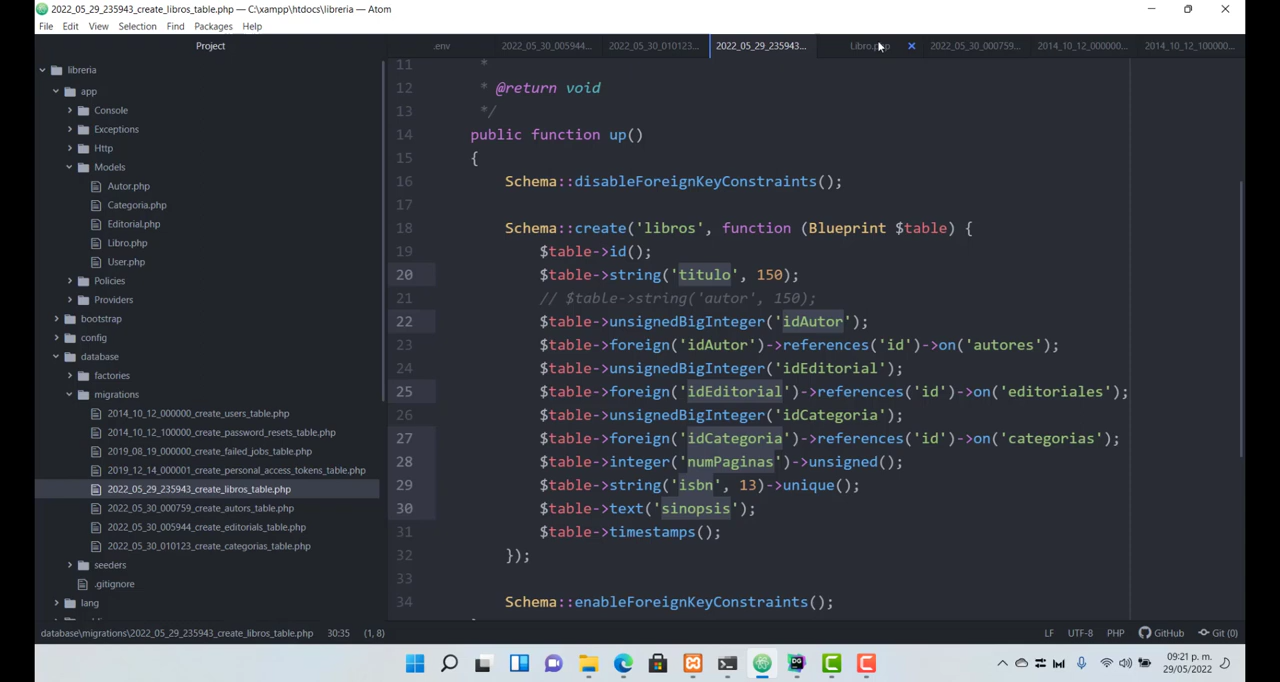 2022_05_29_235943_create_libros_table.php — C:\xampp\htdocs\libreria — Atom
File Edit View Selection Find Packages Help
Project
.env 2022_05_30_005944... 2022_05_30_010123... 2022_05_29_235943... Libro.php 2022_05_30_000759... 2014_10_12_000000... 2014_10_12_100000...
libreria
app
Console
Exceptions
Http
Models
Autor.php
Categoria.php
Editorial.php
Libro.php
User.php
Policies
Providers
bootstrap
config
database
factories
migrations
2014_10_12_000000_create_users_table.php
2014_10_12_100000_create_password_resets_table.php
2019_08_19_000000_create_failed_jobs_table.php
2019_12_14_000001_create_personal_access_tokens_table.php
2022_05_29_235943_create_libros_table.php
2022_05_30_000759_create_autors_table.php
2022_05_30_005944_create_editorials_table.php
2022_05_30_010123_create_categorias_table.php
seeders
.gitignore
lang
11 *
12 * @return void
13 */
14 public function up()
15 {
16 Schema::disableForeignKeyConstraints();
17
18 Schema::create('libros', function (Blueprint $table) {
19 $table->id();
20 $table->string('titulo', 150);
21 // $table->string('autor', 150);
22 $table->unsignedBigInteger('idAutor');
23 $table->foreign('idAutor')->references('id')->on('autores');
24 $table->unsignedBigInteger('idEditorial');
25 $table->foreign('idEditorial')->references('id')->on('editoriales');
26 $table->unsignedBigInteger('idCategoria');
27 $table->foreign('idCategoria')->references('id')->on('categorias');
28 $table->integer('numPaginas')->unsigned();
29 $table->string('isbn', 13)->unique();
30 $table->text('sinopsis');
31 $table->timestamps();
32 });
33
34 Schema::enableForeignKeyConstraints();
database\migrations\2022_05_29_235943_create_libros_table.php 30:35 (1, 8) LF UTF-8 PHP GitHub Git (0)
09:21 p. m.
29/05/2022